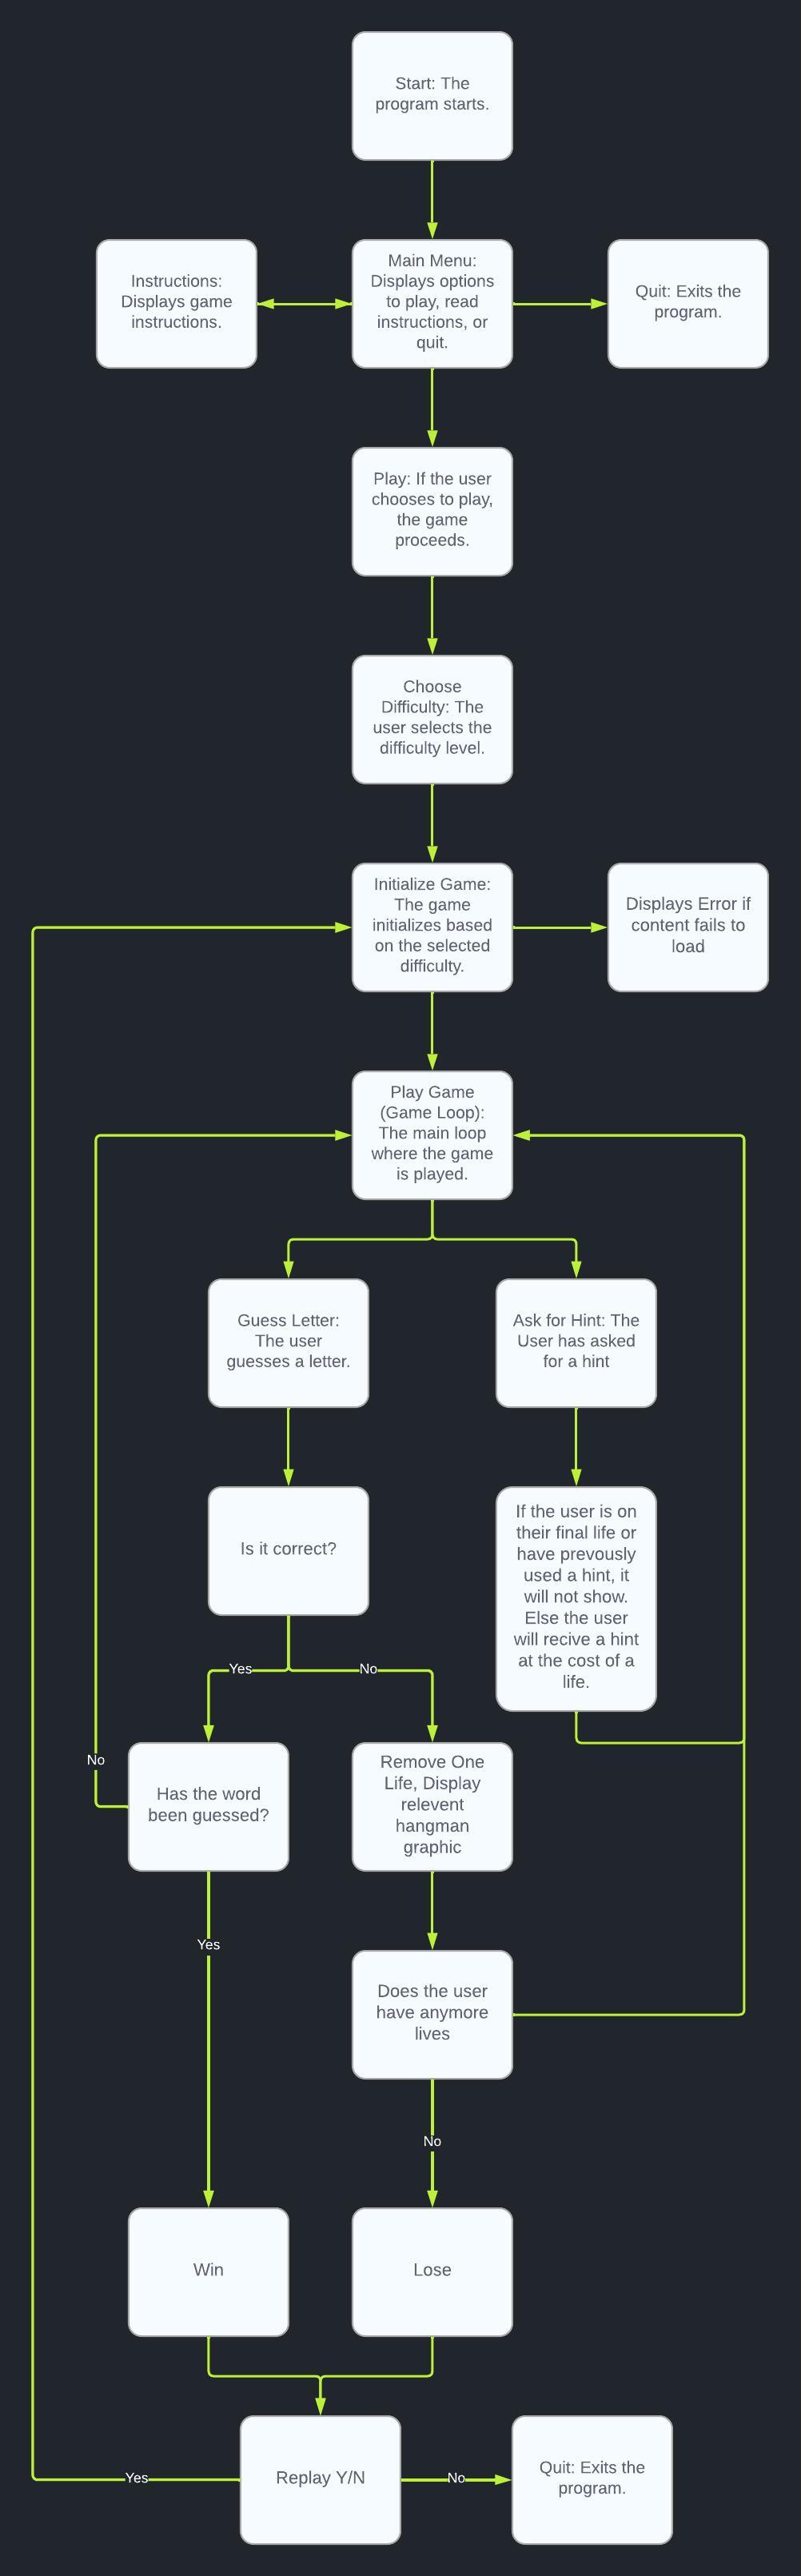 Start: The
program starts.
Instructions:
Displays game
instructions.
Main Menu:
Displays options
to play, read
instructions, or
quit.
Quit: Exits the
program.
Play: If the user
chooses to play,
the game
proceeds.
Choose
Difficulty: The
user selects the
difficulty level.
Initialize Game:
The game
initializes based
on the selected
difficulty.
Displays Error if
content fails to
load
Play Game
(Game Loop):
The main loop
where the game
is played.
Guess Letter:
The user
guesses a letter.
Ask for Hint: The
User has asked
for a hint
Is it correct?
If the user is on
their final life or
have prevously
used a hint, it
will not show.
Else the user
will recive a hint
at the cost of a
life.
Yes
No
No
Has the word
been guessed?
Remove One
Life, Display
relevent
hangman
graphic
Yes
Does the user
have anymore
lives
No
Win
Lose
Yes
Replay Y/N
No
Quit: Exits the
program.